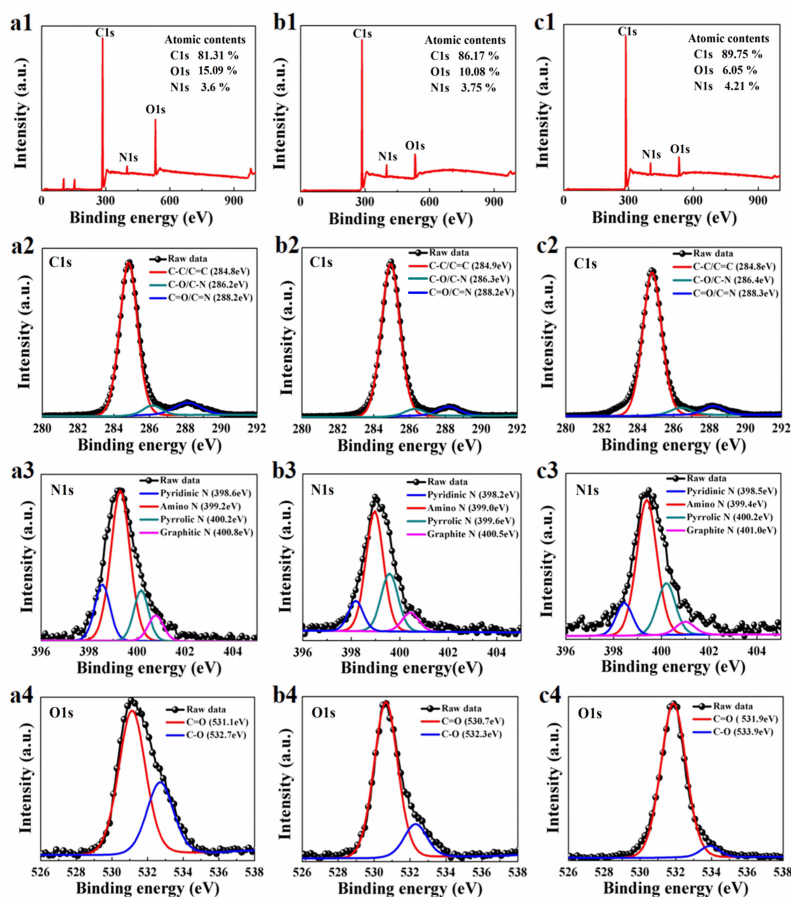 a1
C1s
Atomic contents
C1s 81.31 %
O1s 15.09 %
N1s 3.6 %
O1s
N1s
Intensity (a.u.)
0 300 600 900
Binding energy (eV)
b1
C1s
Atomic contents
C1s 86.17 %
O1s 10.08 %
N1s 3.75 %
N1s
O1s
Intensity (a.u.)
0 300 600 900
Binding energy (eV)
c1
C1s
Atomic contents
C1s 89.75 %
O1s 6.05 %
N1s 4.21 %
N1s
O1s
Intensity (a.u.)
0 300 600 900
Binding energy (eV)
a2
C1s
Raw data
C-C/C=C (284.8eV)
C-O/C-N (286.2eV)
C=O/C=N (288.2eV)
Intensity (a.u.)
280 282 284 286 288 290 292
Binding energy (eV)
b2
C1s
Raw data
C-C/C=C (284.9eV)
C-O/C-N (286.3eV)
C=O/C=N (288.2eV)
Intensity (a.u.)
280 282 284 286 288 290 292
Binding energy (eV)
c2
C1s
Raw data
C-C/C=C (284.8eV)
C-O/C-N (286.4eV)
C=O/C=N (288.3eV)
Intensity (a.u.)
280 282 284 286 288 290 292
Binding energy (eV)
a3
N1s
Raw data
Pyridinic N (398.6eV)
Amino N (399.2eV)
Pyrrolic N (400.2eV)
Graphitic N (400.8eV)
Intensity (a.u.)
396 398 400 402 404
Binding energy (eV)
b3
N1s
Raw data
Pyridinic N (398.2eV)
Amino N (399.0eV)
Pyrrolic N (399.6eV)
Graphite N (400.5eV)
Intensity (a.u.)
396 398 400 402 404
Binding energy(eV)
c3
N1s
Raw data
Pyridinic N (398.5eV)
Amino N (399.4eV)
Pyrrolic N (400.2eV)
Graphite N (401.0eV)
Intensity (a.u.)
396 398 400 402 404
Binding energy (eV)
a4
O1s
Raw data
C=O (531.1eV)
C-O (532.7eV)
Intensity (a.u.)
526 528 530 532 534 536 538
Binding energy (eV)
b4
O1s
Raw data
C=O (530.7eV)
C-O (532.3eV)
Intensity (a.u.)
526 528 530 532 534 536 538
Binding energy (eV)
c4
O1s
Raw data
C=O ( 531.9eV)
C-O (533.9eV)
Intensity (a.u.)
526 528 530 532 534 536 538
Binding energy (eV)